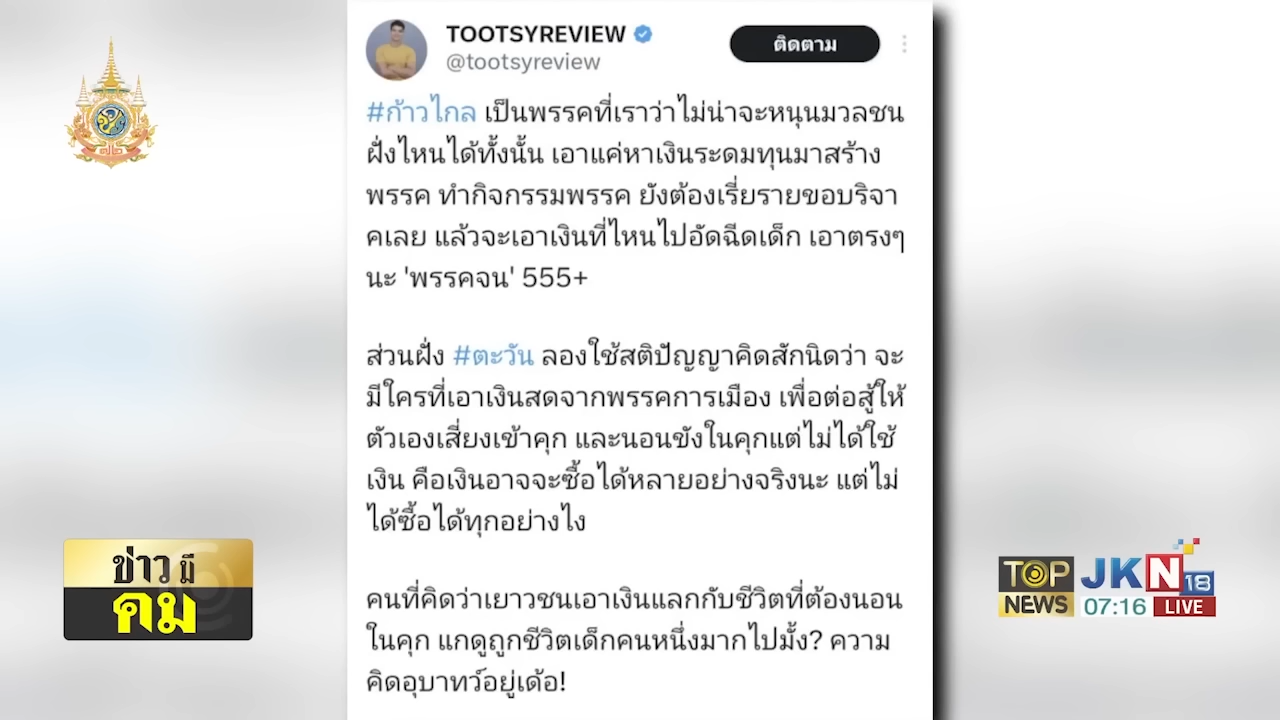 TOOTSYREVIEW
@tootsyreview
ติดตาม
#ก้าวไกล เป็นพรรคที่เราว่าไม่น่าจะหนุนมวลชน
ฝั่งไหนได้ทั้งนั้น เอาแค่หาเงินระดมทุนมาสร้าง
พรรค ทำกิจกรรมพรรค ยังต้องเรี่ยรายขอบริจา
คเลย แล้วจะเอาเงินที่ไหนไปอัดฉีดเด็ก เอาตรงๆ
นะ 'พรรคจน' 555+
ส่วนฝั่ง #ตะวัน ลองใช้สติปัญญาคิดสักนิดว่า จะ
มีใครที่เอาเงินสดจากพรรคการเมือง เพื่อต่อสู้ให้
ตัวเองเสี่ยงเข้าคุก และนอนขังในคุกแต่ไม่ได้ใช้
เงิน คือเงินอาจจะซื้อได้หลายอย่างจริงนะ แต่ไม่
ได้ซื้อได้ทุกอย่างไง
คนที่คิดว่าเยาวชนเอาเงินแลกกับชีวิตที่ต้องนอน
ในคุก แกดูถูกชีวิตเด็กคนหนึ่งมากไปมั้ง? ความ
คิดอุบาทว์อยู่เด้อ!
ข่าวมี
คม
TOP
NEWS
JKN18
07:16 LIVE